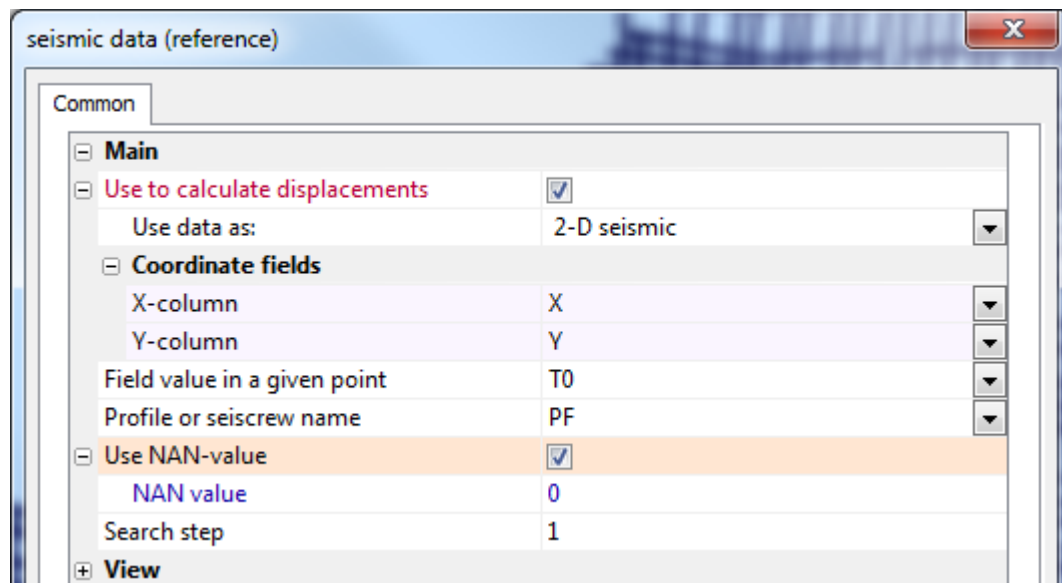 seismic data (reference)
Common
Main
Use to calculate displacements
Use data as: 2-D seismic
Coordinate fields
X-column X
Y-column Y
Field value in a given point T0
Profile or seiscrew name PF
Use NAN-value
NAN value 0
Search step 1
View